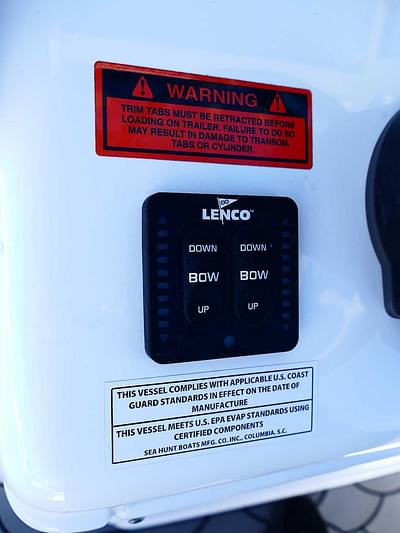 WARNING
TRIM TABS MUST BE RETRACTED BEFORE
LOADING ON TRAILER. FAILURE TO DO SO
MAY RESULT IN DAMAGE TO TRANSOM,
TABS OR CYLINDER.
LENCO™
DOWN DOWN
BOW BOW
UP UP
THIS VESSEL COMPLIES WITH APPLICABLE U.S. COAST
GUARD STANDARDS IN EFFECT ON THE DATE OF
MANUFACTURE
THIS VESSEL MEETS U.S. EPA EVAP STANDARDS USING
CERTIFIED COMPONENTS
SEA HUNT BOATS MFG. CO. INC., COLUMBIA, S.C.